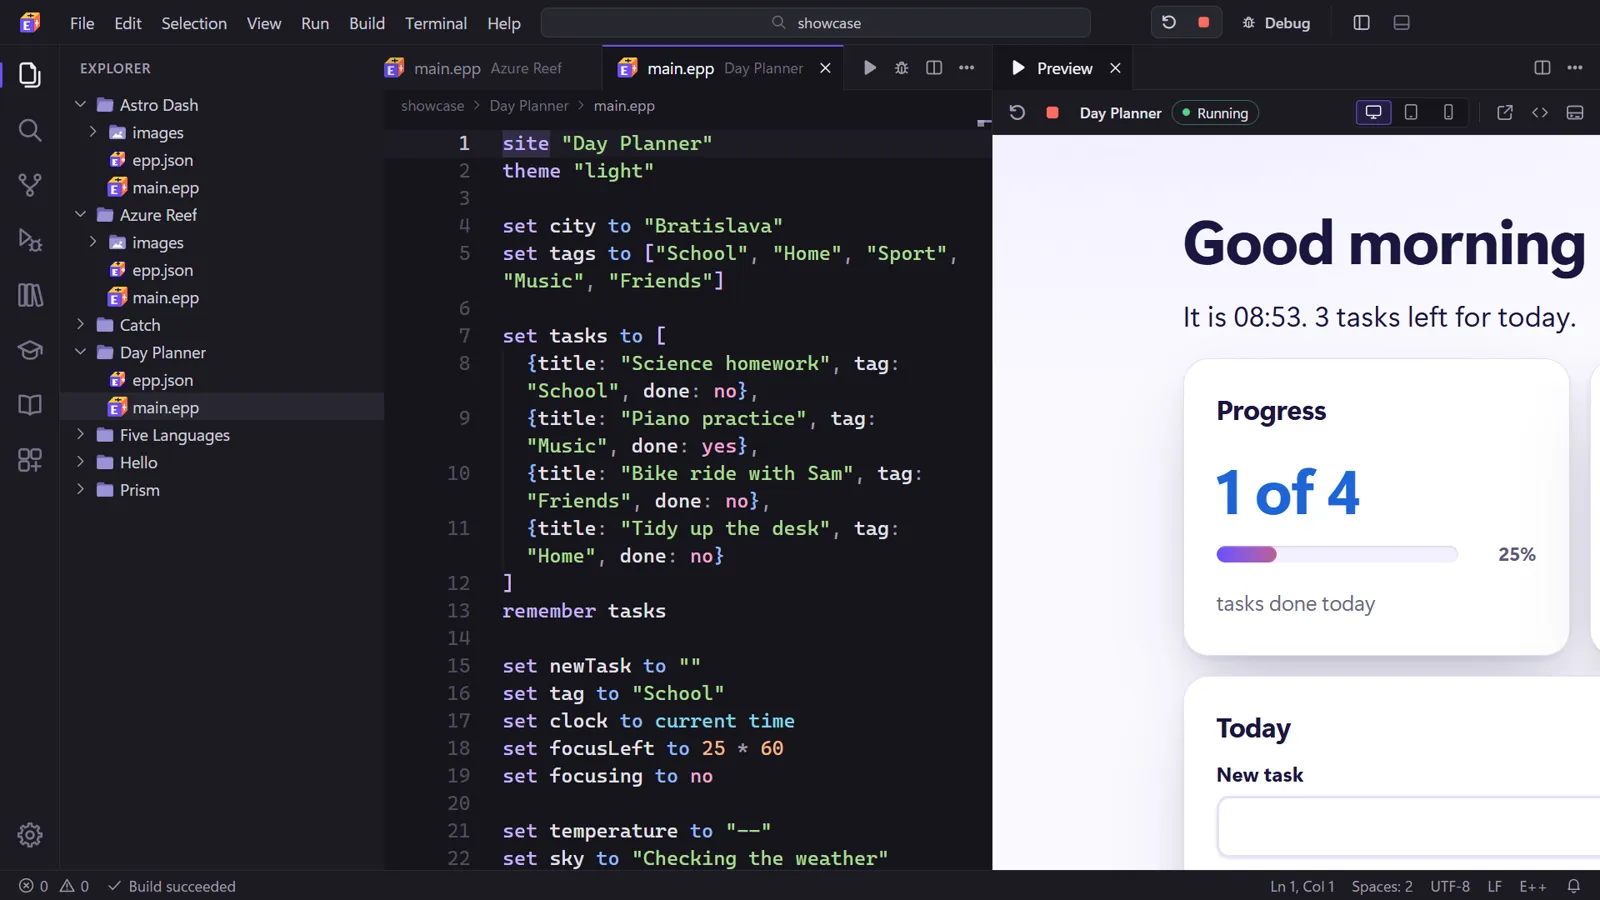 File Edit Selection View Run Build Terminal Help showcase Debug
EXPLORER
Astro Dash
images
epp.json
main.epp
Azure Reef
images
epp.json
main.epp
Catch
Day Planner
epp.json
main.epp
Five Languages
Hello
Prism
main.epp Azure Reef main.epp Day Planner
showcase > Day Planner > main.epp
1 site "Day Planner"
2 theme "light"
3
4 set city to "Bratislava"
5 set tags to ["School", "Home", "Sport",
"Music", "Friends"]
6
7 set tasks to [
8 {title: "Science homework", tag:
"School", done: no},
9 {title: "Piano practice", tag:
"Music", done: yes},
10 {title: "Bike ride with Sam", tag:
"Friends", done: no},
11 {title: "Tidy up the desk", tag:
"Home", done: no}
12 ]
13 remember tasks
14
15 set newTask to ""
16 set tag to "School"
17 set clock to current time
18 set focusLeft to 25 * 60
19 set focusing to no
20
21 set temperature to "--"
22 set sky to "Checking the weather"
Preview
Day Planner Running
Good morning
It is 08:53. 3 tasks left for today.
Progress
1 of 4
25%
tasks done today
Today
New task
0 0 Build succeeded
Ln 1, Col 1 Spaces: 2 UTF-8 LF E++